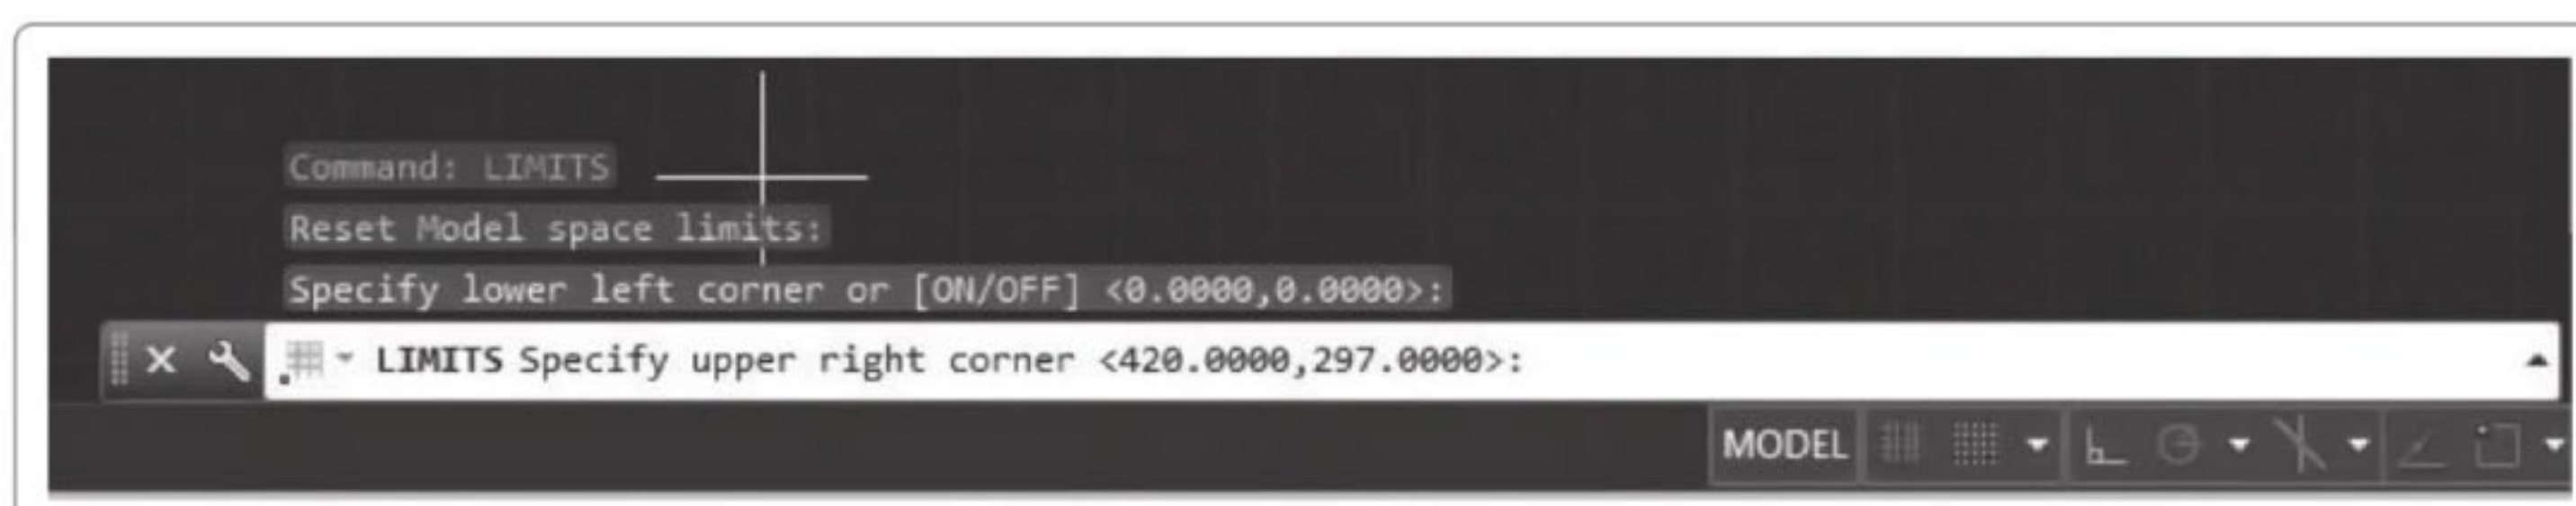 Command: LIMITS
Reset Model space limits:
Specify lower left corner or [ON/OFF] <0.0000,0.0000>:
LIMITS Specify upper right corner <420.0000,297.0000>:
MODEL